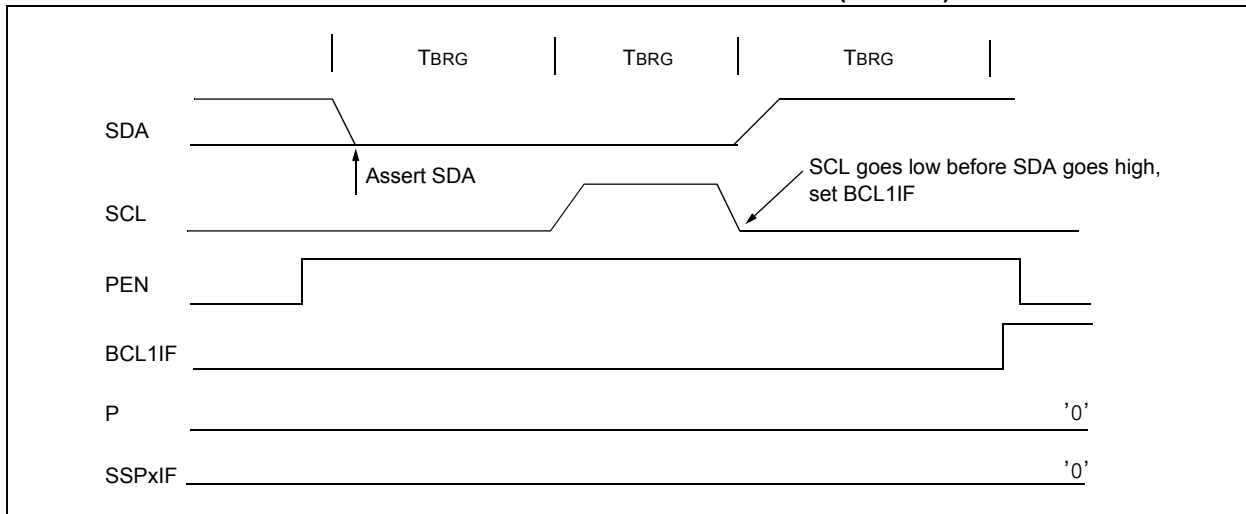 TBRG TBRG TBRG
SDA
Assert SDA
SCL goes low before SDA goes high,
set BCL1IF
SCL
PEN
BCL1IF
P
'0'
SSPxIF
'0'